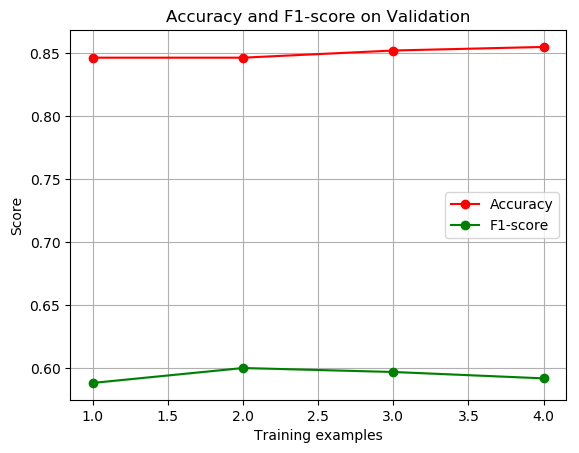 Accuracy and F1-score on Validation
0.85
0.80
0.75
0.70
0.65
0.60
Score
Accuracy
F1-score
1.0 1.5 2.0 2.5 3.0 3.5 4.0
Training examples